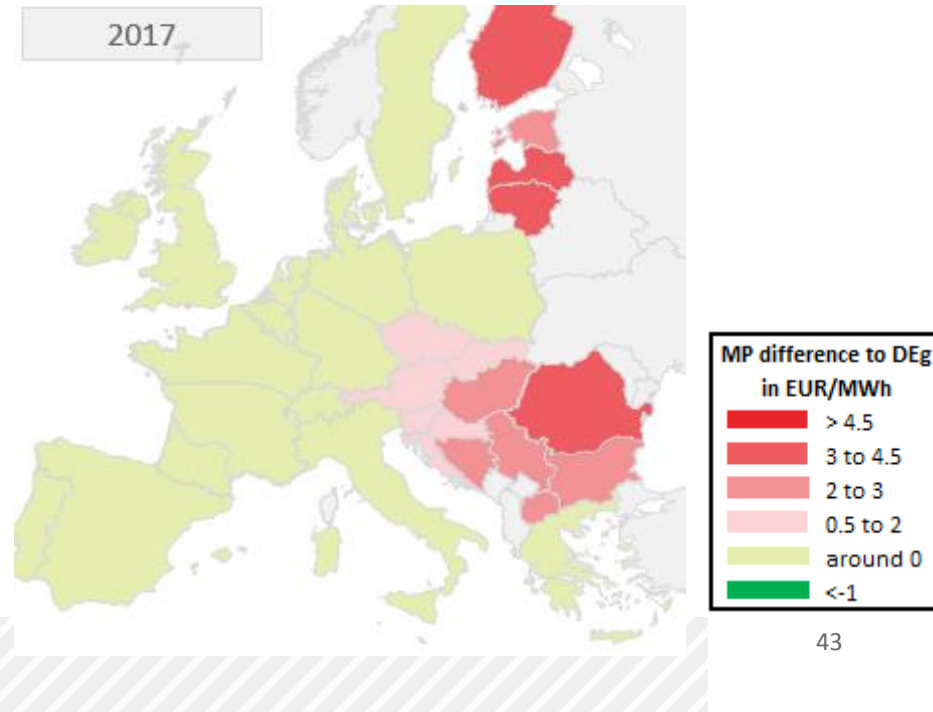 2017
MP difference to DEg
in EUR/MWh
> 4.5
3 to 4.5
2 to 3
0.5 to 2
around 0
<-1
43